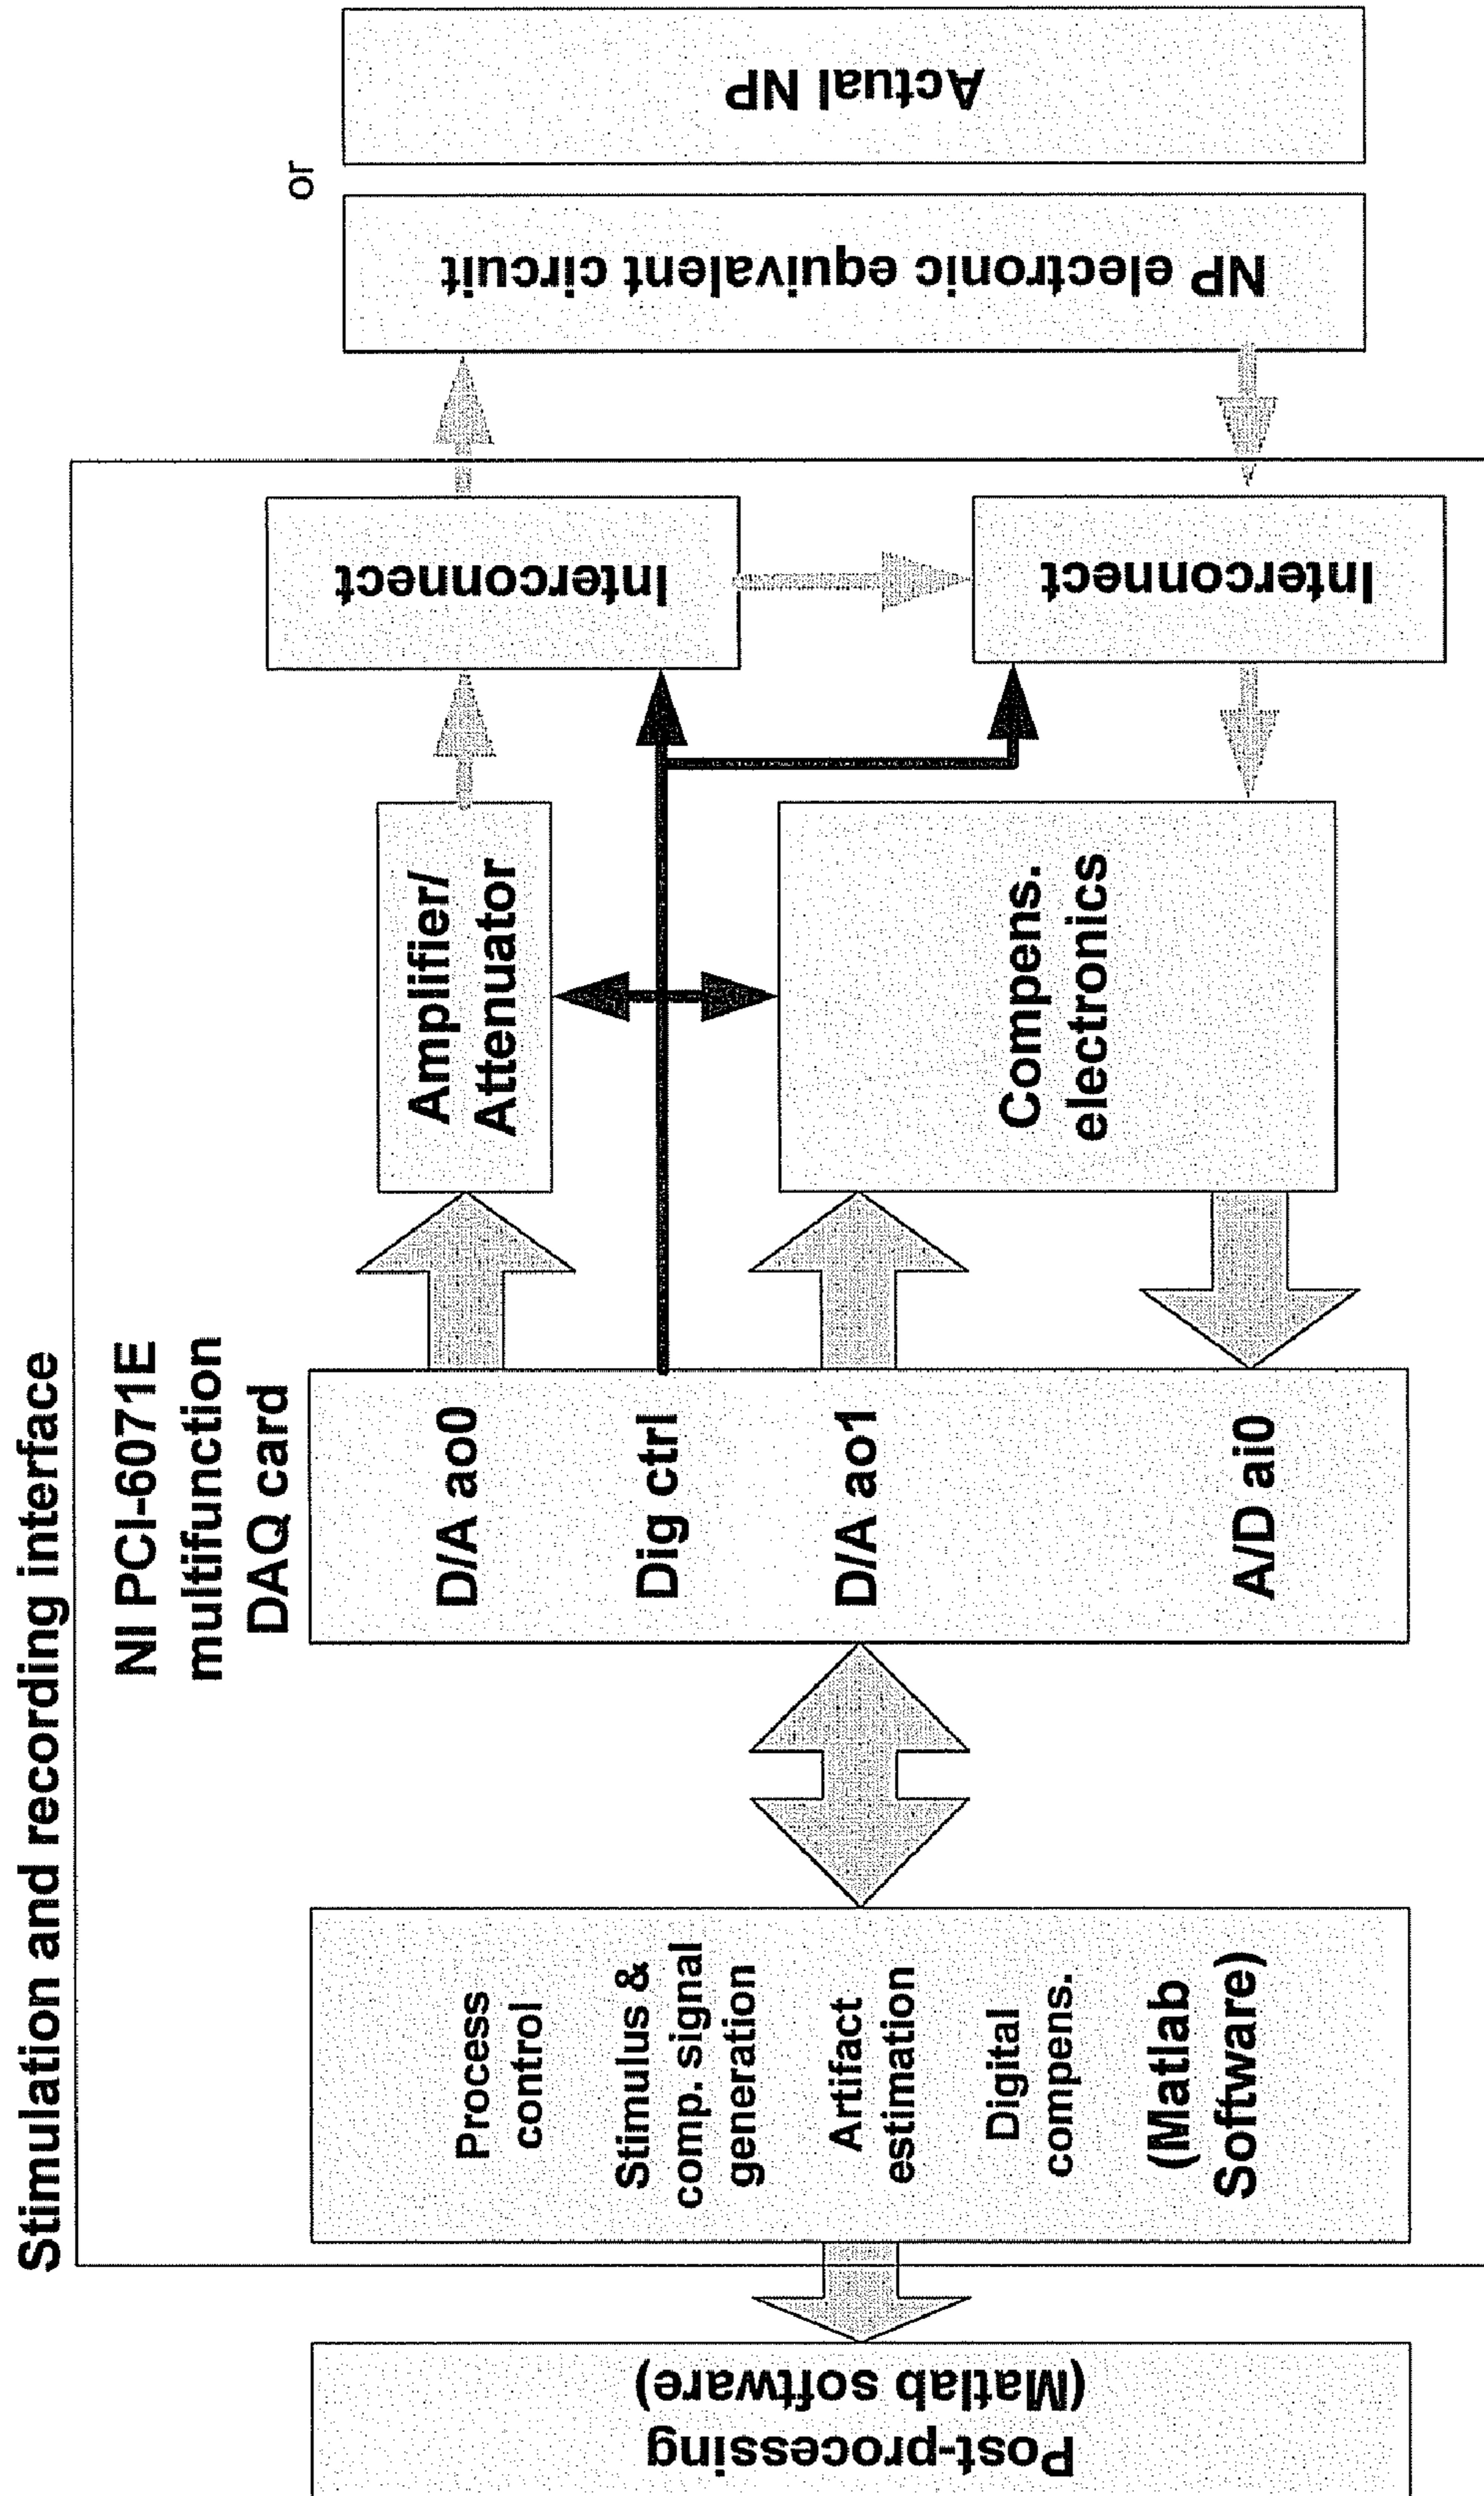 Stimulation and recording interface
NI PCI-6071E
multifunction
DAQ card
Post-processing
(Matlab software)
Process
control
Stimulus &
comp. signal
generation
Artifact
estimation
Digital
compens.
(Matlab
Software)
D/A ao0
Dig ctrl
D/A ao1
A/D ai0
Amplifier/
Attenuator
Compens.
electronics
Interconnect
Interconnect
NP electronic equivalent circuit
or
Actual NP